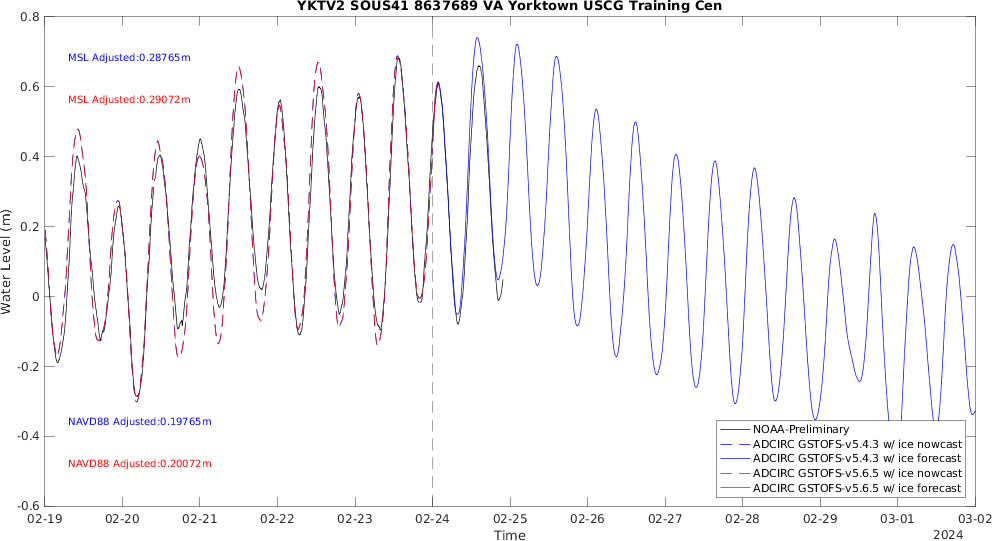 YKTV2 SOUS41 8637689 VA Yorktown USCG Training Cen
MSL Adjusted:0.28765m
MSL Adjusted:0.29072m
NAVD88 Adjusted:0.19765m
NAVD88 Adjusted:0.20072m
Water Level (m)
0.8
0.6
0.4
0.2
0
-0.2
-0.4
-0.6
NOAA-Preliminary
ADCIRC GSTOFS-v5.4.3 w/ ice nowcast
ADCIRC GSTOFS-v5.4.3 w/ ice forecast
ADCIRC GSTOFS-v5.6.5 w/ ice nowcast
ADCIRC GSTOFS-v5.6.5 w/ ice forecast
02-19 02-20 02-21 02-22 02-23 02-24 02-25 02-26 02-27 02-28 02-29 03-01 03-02
Time
2024